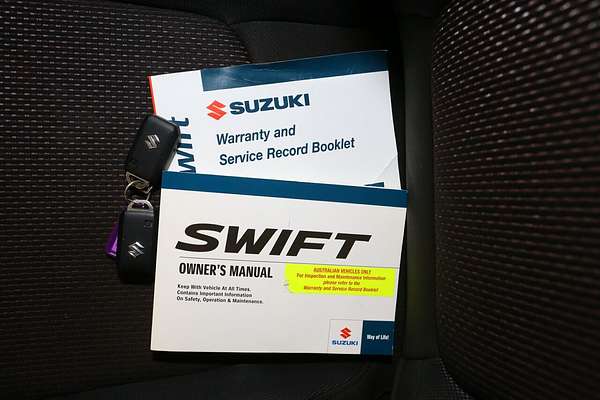 SUZUKI
Warranty and
Service Record Booklet
wift
SWIFT
OWNER'S MANUAL
Keep With Vehicle At All Times.
Contains Important Information
On Safety, Operation & Maintenance.
AUSTRALIAN VEHICLES ONLY
For Inspection and Maintenance information
please refer to the
Warranty and Service Record Booklet
SUZUKI
Way of Life!